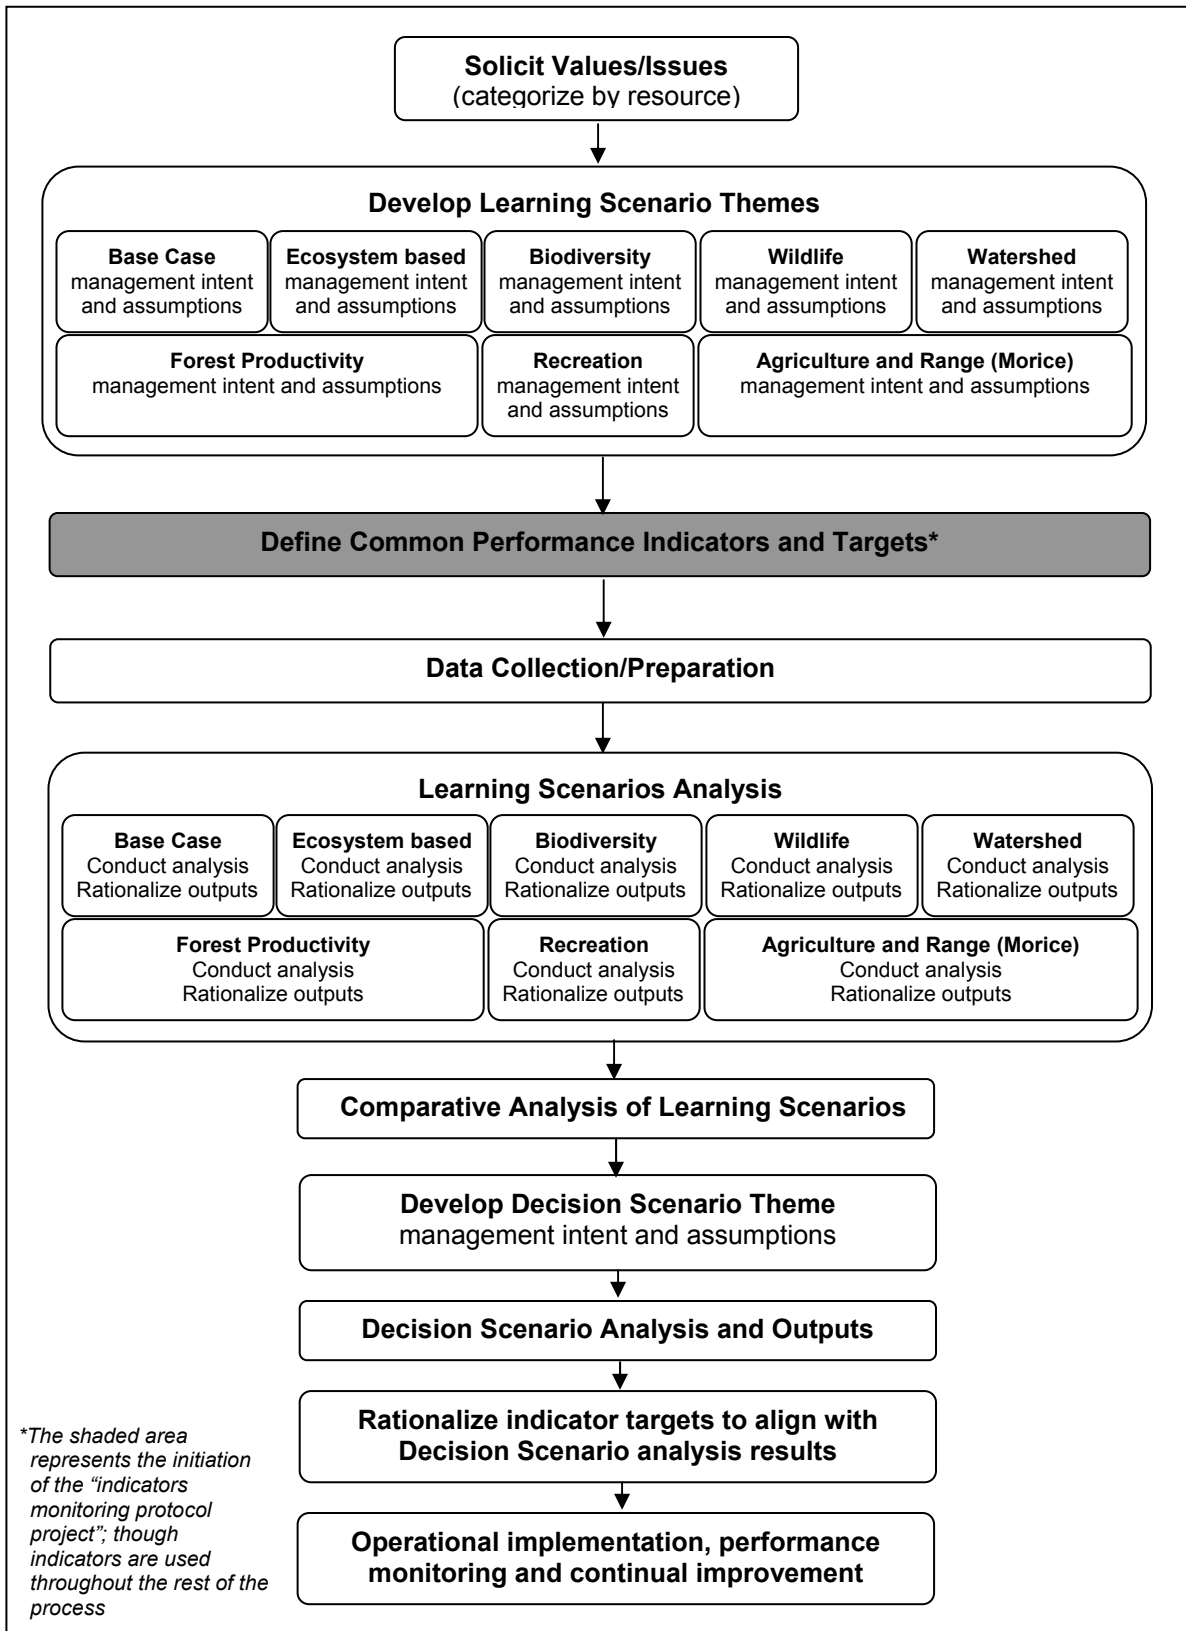 Solicit Values/Issues
(categorize by resource)
Develop Learning Scenario Themes
Base Case
management intent
and assumptions
Ecosystem based
management intent
and assumptions
Biodiversity
management intent
and assumptions
Wildlife
management intent
and assumptions
Watershed
management intent
and assumptions
Forest Productivity
management intent and assumptions
Recreation
management intent
and assumptions
Agriculture and Range (Morice)
management intent and assumptions
Define Common Performance Indicators and Targets*
Data Collection/Preparation
Learning Scenarios Analysis
Base Case
Conduct analysis
Rationalize outputs
Ecosystem based
Conduct analysis
Rationalize outputs
Biodiversity
Conduct analysis
Rationalize outputs
Wildlife
Conduct analysis
Rationalize outputs
Watershed
Conduct analysis
Rationalize outputs
Forest Productivity
Conduct analysis
Rationalize outputs
Recreation
Conduct analysis
Rationalize outputs
Agriculture and Range (Morice)
Conduct analysis
Rationalize outputs
Comparative Analysis of Learning Scenarios
Develop Decision Scenario Theme
management intent and assumptions
Decision Scenario Analysis and Outputs
Rationalize indicator targets to align with
Decision Scenario analysis results
Operational implementation, performance
monitoring and continual improvement
*The shaded area
represents the initiation
of the “indicators
monitoring protocol
project”; though
indicators are used
throughout the rest of the
process